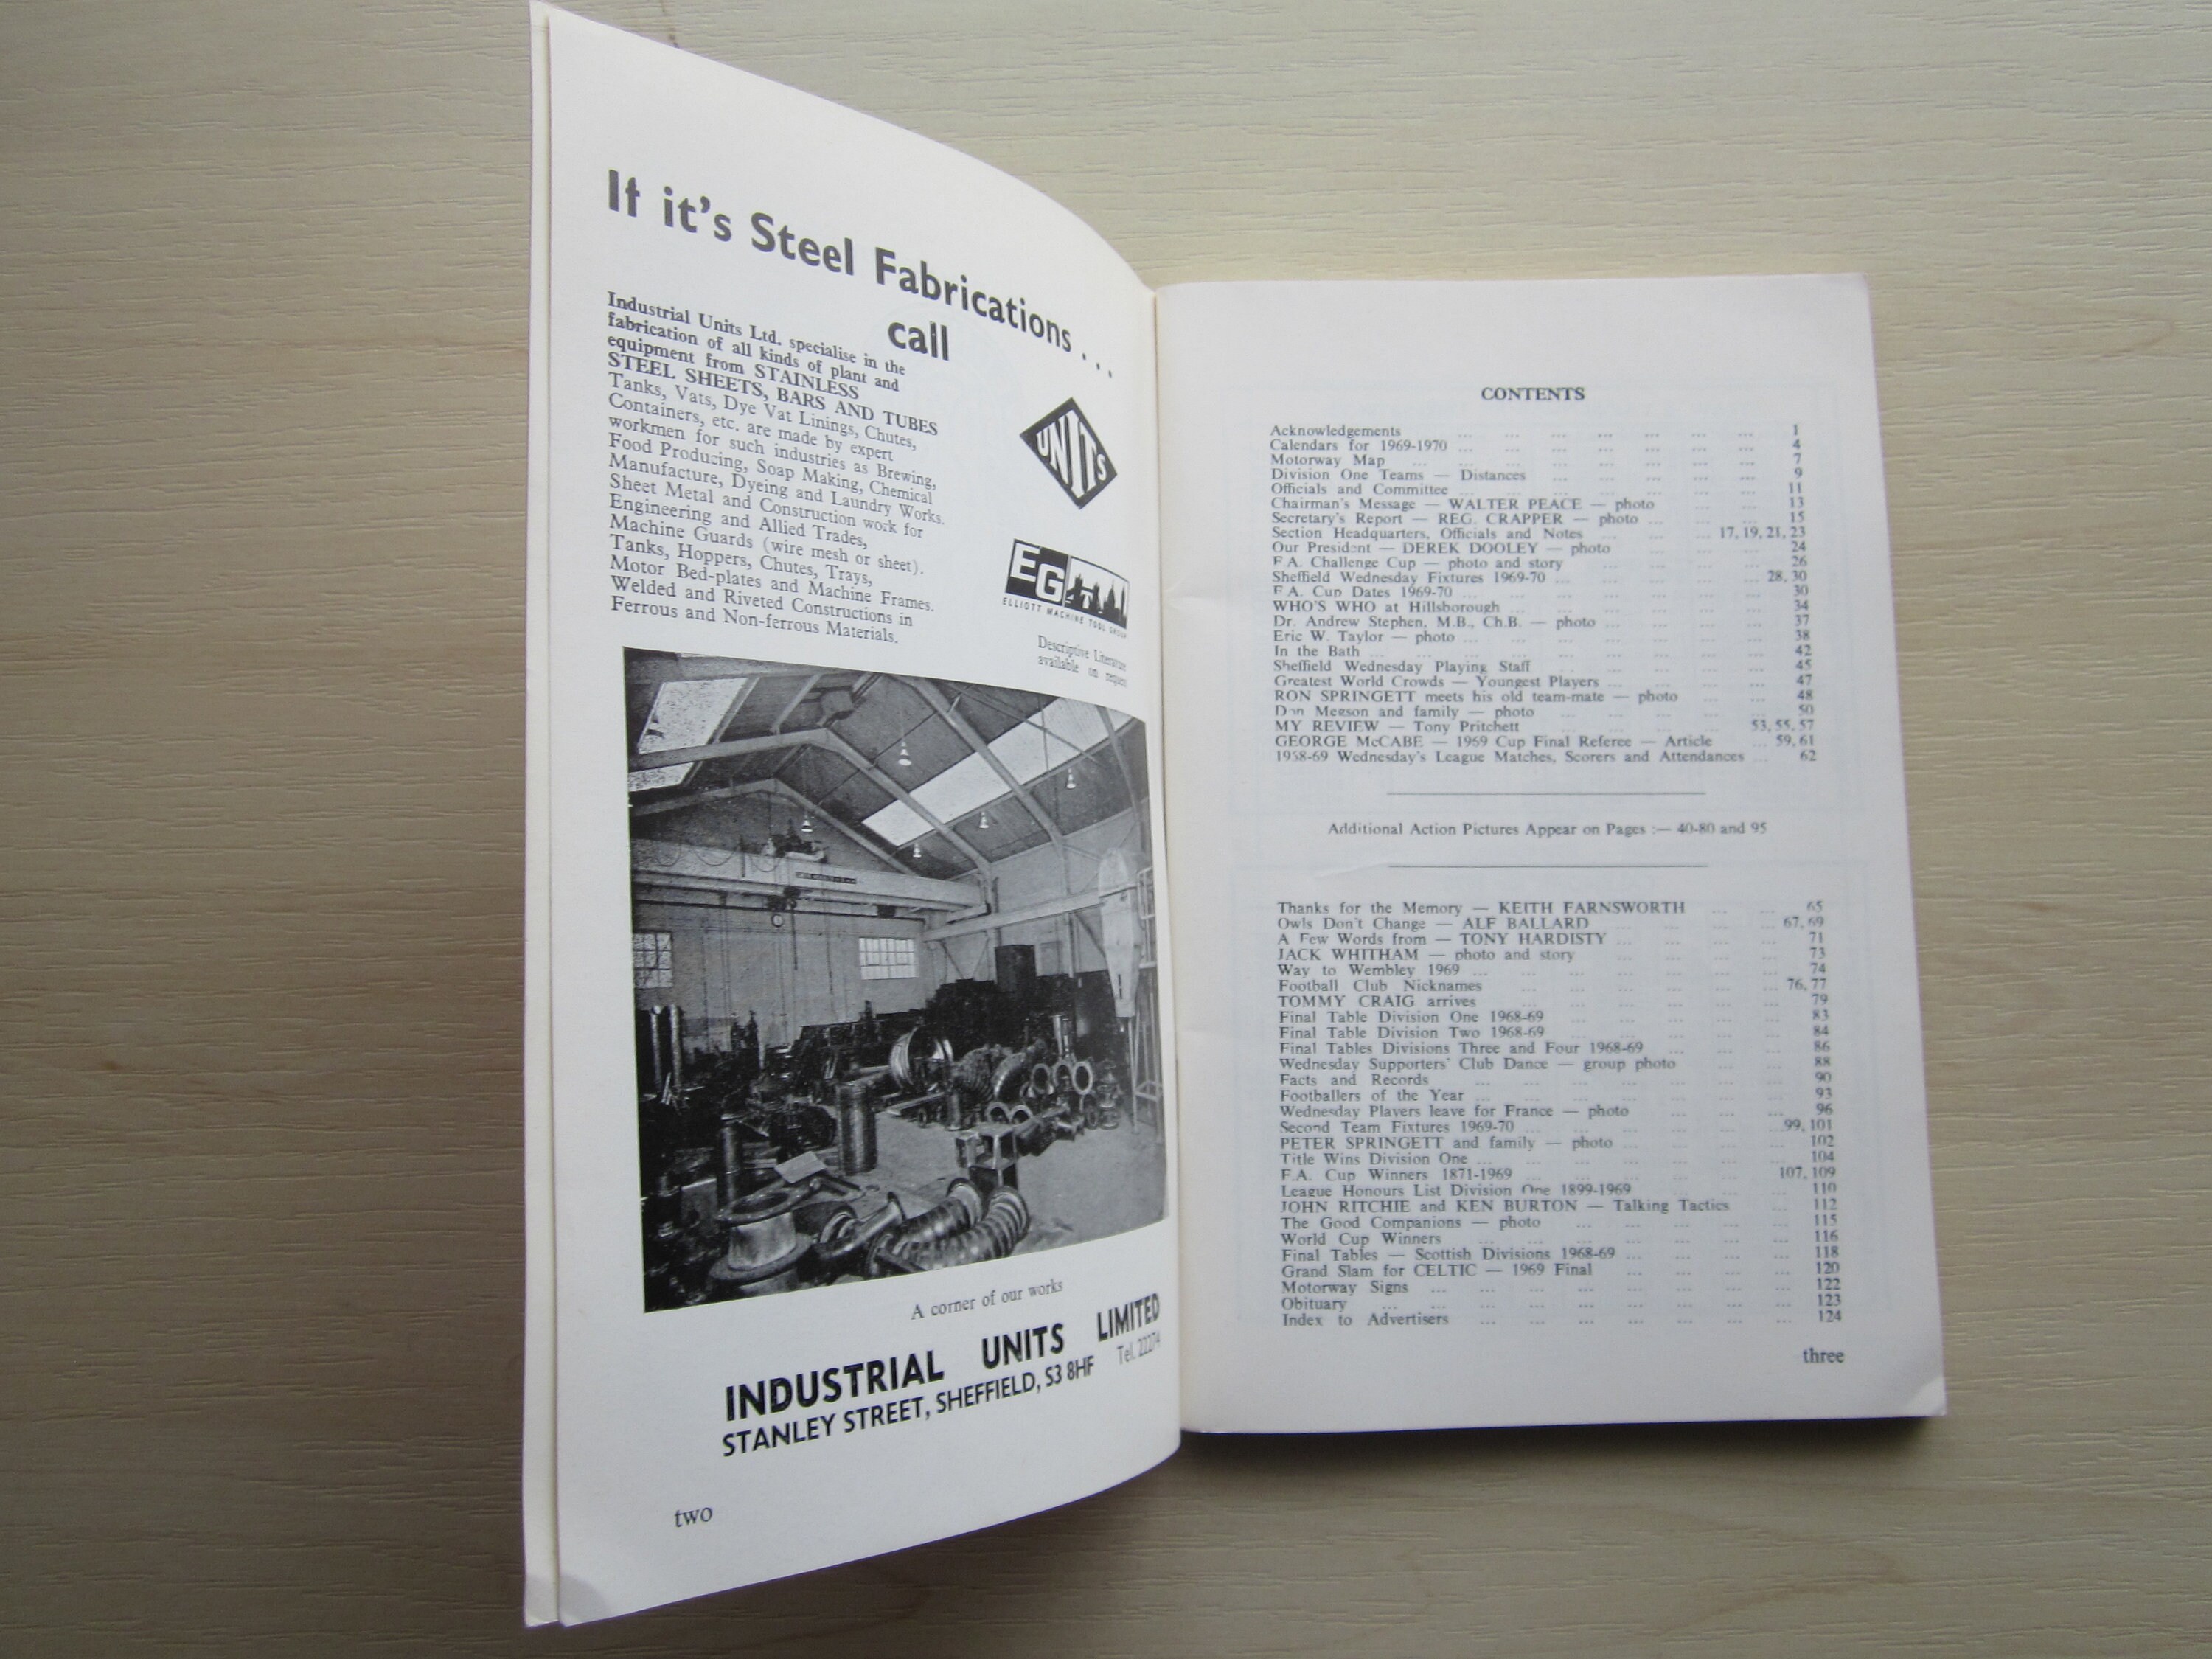 If it's Steel Fabrications . . .
call
Industrial Units Ltd. specialise in the
fabrication of all kinds of plant and
equipment from STAINLESS
STEEL SHEETS, BARS AND TUBES
Tanks, Vats, Dye Vat Linings, Chutes,
Containers, etc. are made by expert
workmen for such industries as Brewing,
Food Producing, Soap Making, Chemical
Manufacture, Dyeing and Laundry Works.
Sheet Metal and Construction work for
Engineering and Allied Trades,
Machine Guards (wire mesh or sheet).
Tanks, Hoppers, Chutes, Trays,
Motor Bed-plates and Machine Frames.
Welded and Riveted Constructions in
Ferrous and Non-ferrous Materials.
UNITS
EGT
ELLIOTT MACHINE TOOL GROUP
Descriptive Literature
available on request
A corner of our works
INDUSTRIAL UNITS LIMITED
STANLEY STREET, SHEFFIELD, S3 8HF Tel. 22274
two
CONTENTS
Acknowledgements ... ... ... ... ... ... ... 1
Calendars for 1969-1970 ... ... ... ... ... ... ... 4
Motorway Map ... ... ... ... ... ... ... 7
Division One Teams — Distances ... ... ... ... ... 9
Officials and Committee ... ... ... ... ... ... ... 11
Chairman's Message — WALTER PEACE — photo ... ... 13
Secretary's Report — REG. CRAPPER — photo ... ... ... 15
Section Headquarters, Officials and Notes ... ... ... 17, 19, 21, 23
Our President — DEREK DOOLEY — photo ... ... ... 24
F.A. Challenge Cup — photo and story ... ... ... ... 26
Sheffield Wednesday Fixtures 1969-70 ... ... ... ... 28, 30
F.A. Cup Dates 1969-70 ... ... ... ... ... ... 30
WHO'S WHO at Hillsborough ... ... ... ... ... ... 34
Dr. Andrew Stephen, M.B., Ch.B. — photo ... ... ... ... 37
Eric W. Taylor — photo ... ... ... ... ... ... ... 38
In the Bath ... ... ... ... ... ... ... ... ... 42
Sheffield Wednesday Playing Staff ... ... ... ... ... 45
Greatest World Crowds — Youngest Players ... ... ... ... 47
RON SPRINGETT meets his old team-mate — photo ... ... 48
Don Megson and family — photo ... ... ... ... ... 50
MY REVIEW — Tony Pritchett ... ... ... ... ... 53, 55, 57
GEORGE McCABE — 1969 Cup Final Referee — Article ... 59, 61
1968-69 Wednesday's League Matches, Scorers and Attendances ... 62
Additional Action Pictures Appear on Pages :— 40-80 and 95
Thanks for the Memory — KEITH FARNSWORTH ... ... 65
Owls Don't Change — ALF BALLARD ... ... ... ... 67, 69
A Few Words from — TONY HARDISTY ... ... ... ... 71
JACK WHITHAM — photo and story ... ... ... ... 73
Way to Wembley 1969 ... ... ... ... ... ... ... 74
Football Club Nicknames ... ... ... ... ... ... 76, 77
TOMMY CRAIG arrives ... ... ... ... ... ... 79
Final Table Division One 1968-69 ... ... ... ... ... 83
Final Table Division Two 1968-69 ... ... ... ... ... 84
Final Tables Divisions Three and Four 1968-69 ... ... ... 86
Wednesday Supporters' Club Dance — group photo ... ... 88
Facts and Records ... ... ... ... ... ... ... 90
Footballers of the Year ... ... ... ... ... ... ... 93
Wednesday Players leave for France — photo ... ... ... 96
Second Team Fixtures 1969-70 ... ... ... ... ... ... 99, 101
PETER SPRINGETT and family — photo ... ... ... ... 102
Title Wins Division One ... ... ... ... ... ... ... 104
F.A. Cup Winners 1871-1969 ... ... ... ... ... 107, 109
League Honours List Division One 1899-1969 ... ... ... 110
JOHN RITCHIE and KEN BURTON — Talking Tactics ... 112
The Good Companions — photo ... ... ... ... ... 115
World Cup Winners ... ... ... ... ... ... ... 116
Final Tables — Scottish Divisions 1968-69 ... ... ... ... 118
Grand Slam for CELTIC — 1969 Final ... ... ... ... 120
Motorway Signs ... ... ... ... ... ... ... ... 122
Obituary ... ... ... ... ... ... ... ... ... 123
Index to Advertisers ... ... ... ... ... ... ... 124
three